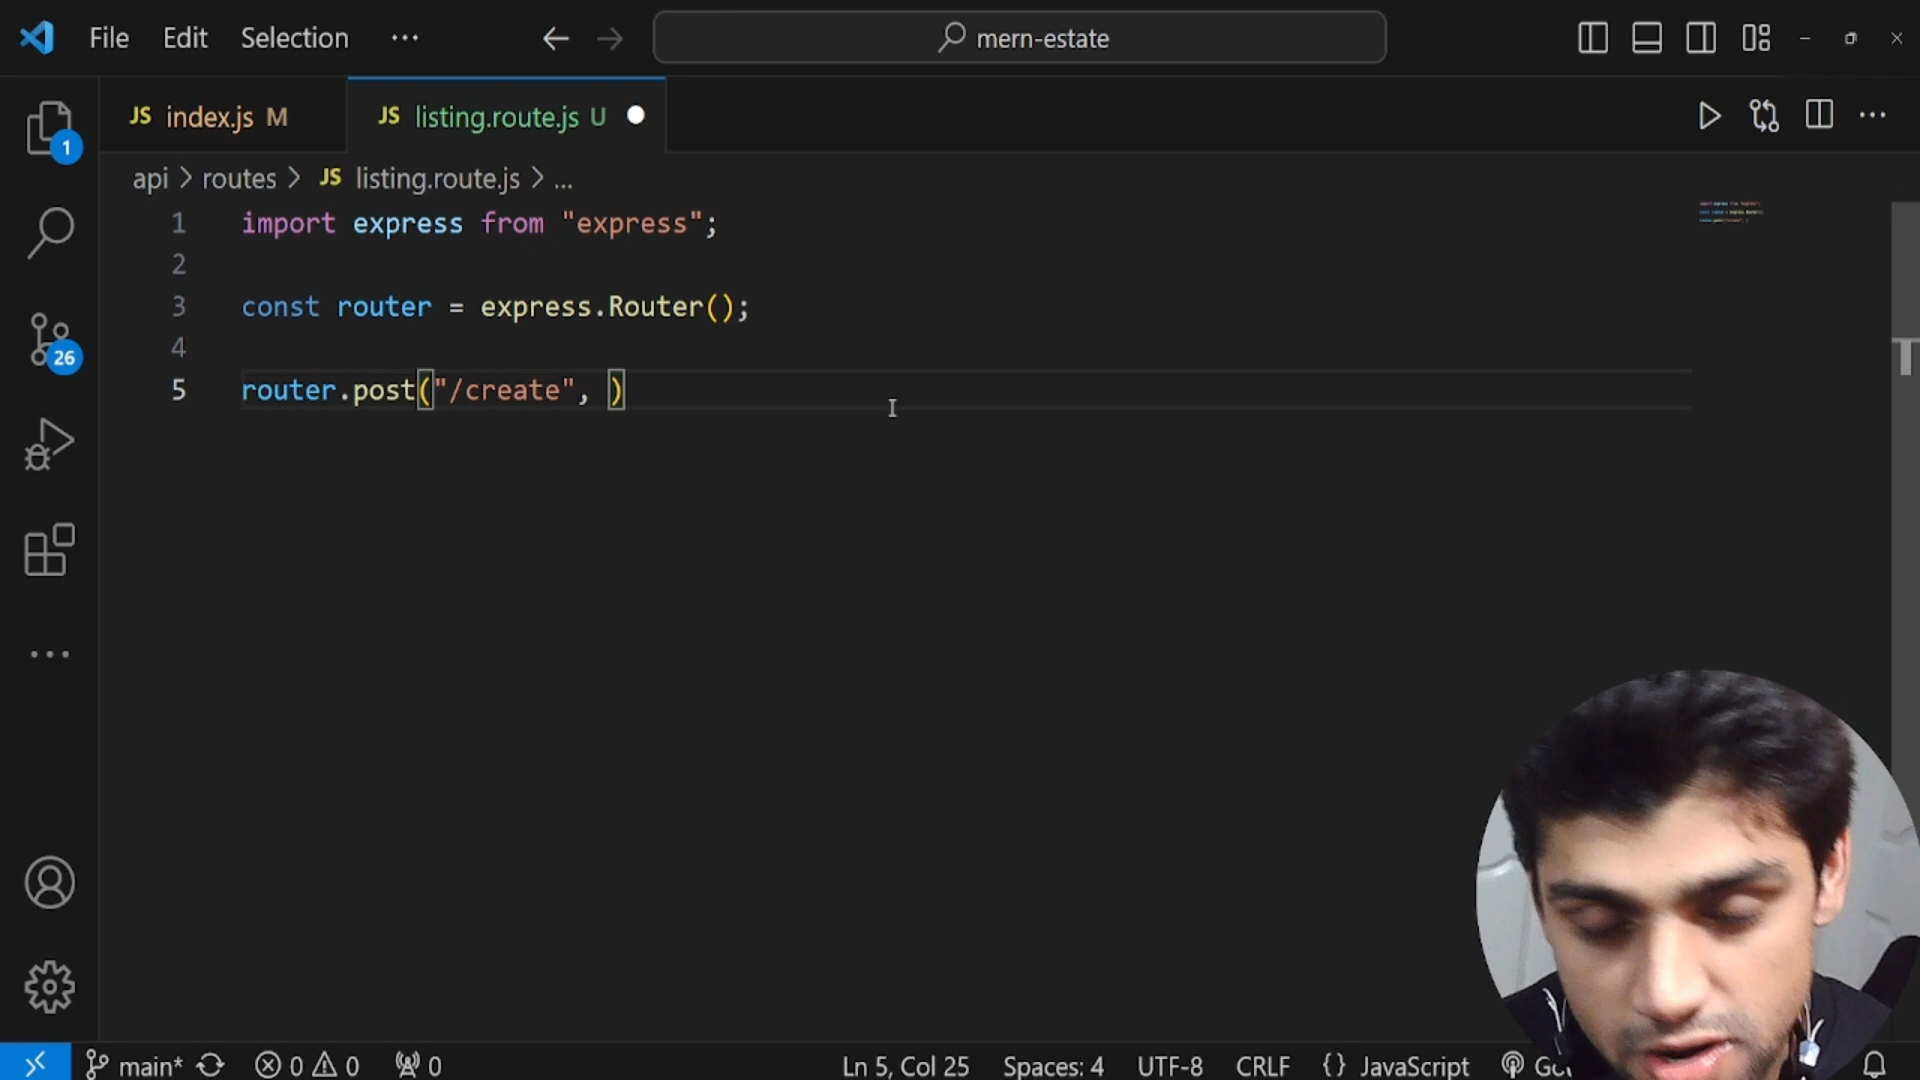 File Edit Selection ··· mern-estate
JS index.js M JS listing.route.js U
1
api > routes > JS listing.route.js > ...
1 import express from "express";
2
3 const router = express.Router();
4
5 router.post("/create", )
26
main* 0 0 0 Ln 5, Col 25 Spaces: 4 UTF-8 CRLF {} JavaScript